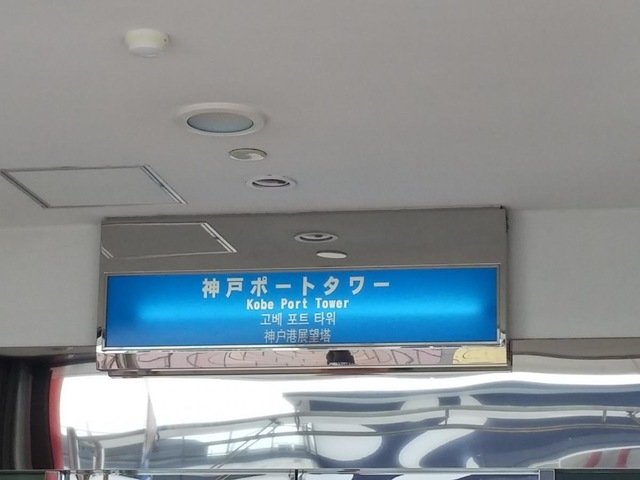 神戸ポートタワー
Kobe Port Tower
고베 포트 타워
神户港展望塔